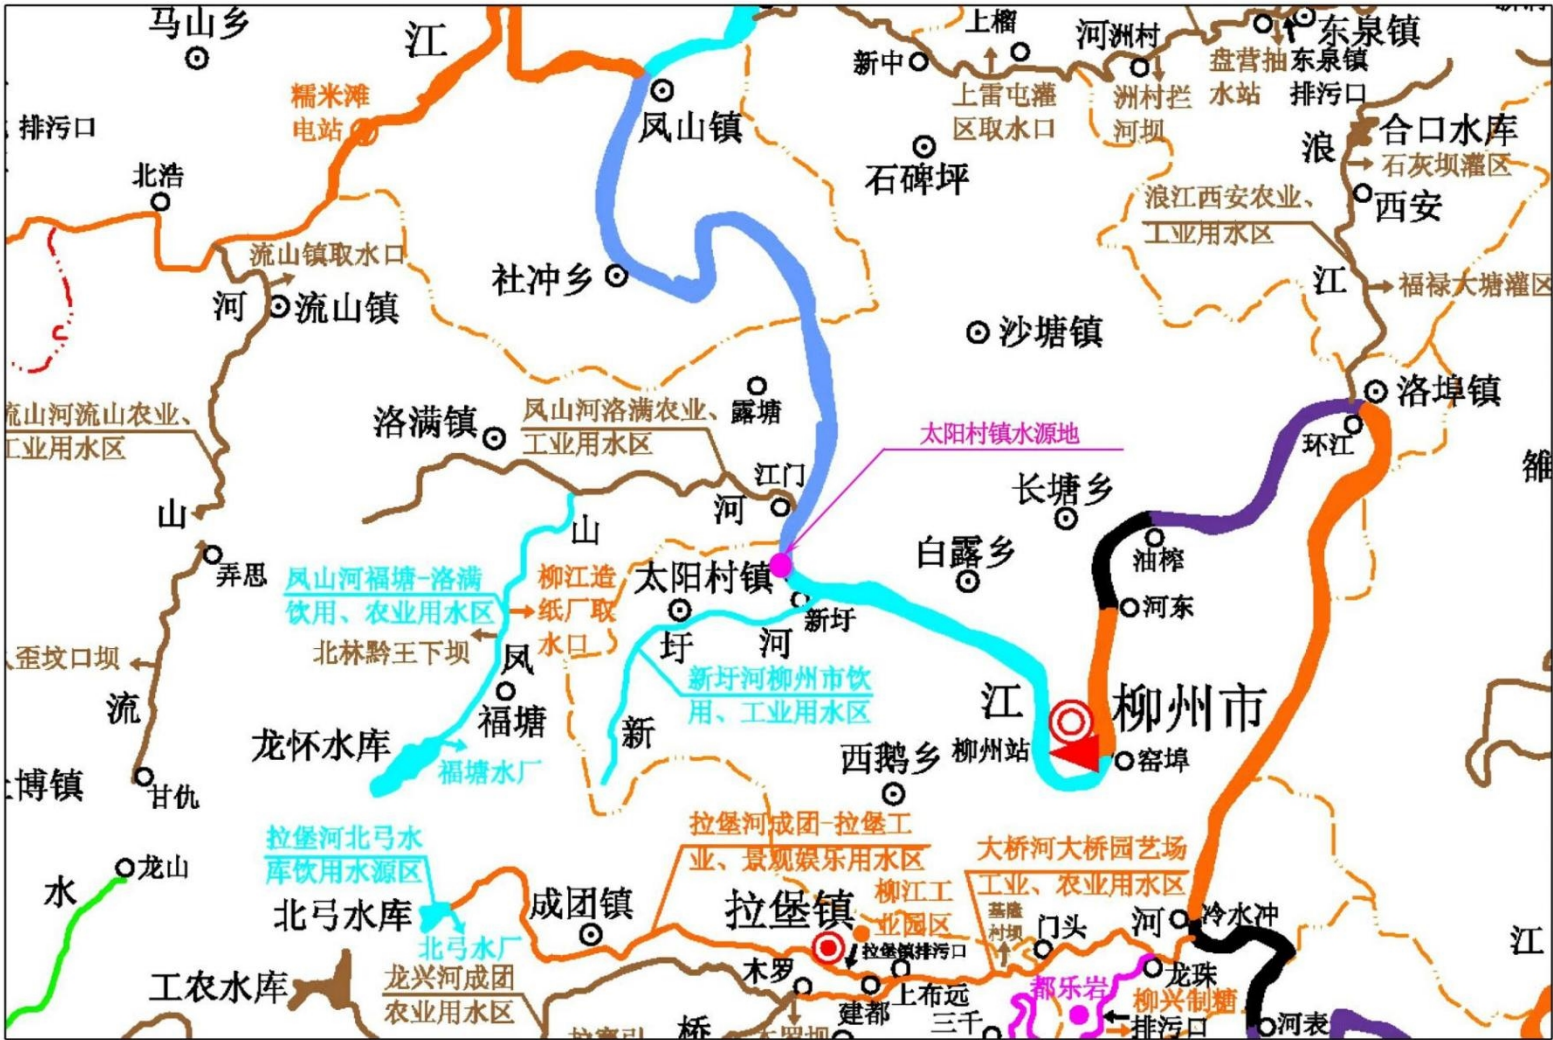 马山乡
江
上榴
新中
河
洲村
东泉镇
盘营抽
水站
东泉镇
排污口
糯米滩
电站
上雷屯灌
区取水口
洲村拦
河坝
排污口
凤山镇
浪
合口水库
石灰坝灌区
北浩
石碑坪
西安
浪江西安农业、
工业用水区
流山镇取水口
社冲乡
江
福禄大塘灌区
河
流山镇
沙塘镇
洛埠镇
流山河流山农业、
工业用水区
洛满镇
凤山河洛满农业、
工业用水区
露塘
太阳村镇水源地
环江
雒
江门
长塘乡
山
河
山
白露乡
油榨
弄思
凤山河福塘-洛满
饮用、农业用水区
柳江造
纸厂取
水口
太阳村镇
新圩
河东
北林黔王下坝
圩
河
歪坟口坝
凤
新圩河柳州市饮
用、工业用水区
流
福塘
新
江
柳州市
龙怀水库
福塘水厂
西鹅乡
柳州站
窑埠
博镇
甘仇
拉堡河北弓水
库饮用水源区
拉堡河成团-拉堡工
业、景观娱乐用水区
大桥河大桥园艺场
工业、农业用水区
龙山
水
北弓水库
北弓水厂
成团镇
拉堡镇
柳江工
业园区
基隆
村坝
门头
河
冷水冲
江
拉堡镇排污口
工农水库
龙兴河成团
农业用水区
木罗
建都
上布远
都乐岩
龙珠
柳兴制糖
排污口
三千
河表
桥